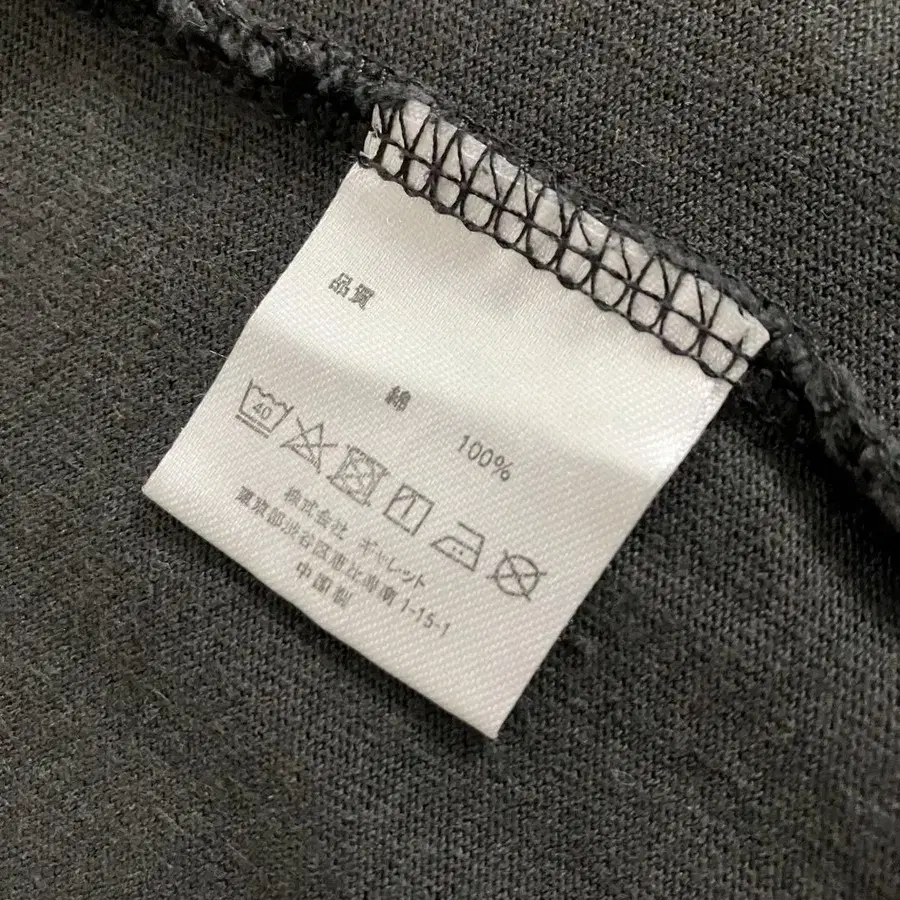 品質
綿 100%
40
株式会社 ギャレット
東京都渋谷区恵比寿南1-15-1
中国製